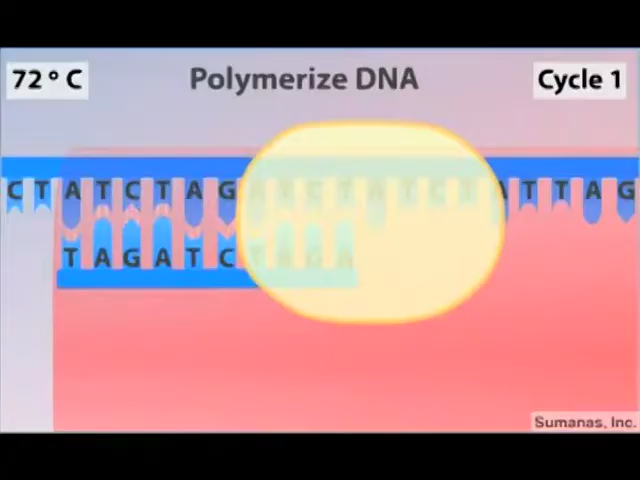 72 ° C
Polymerize DNA
Cycle 1
C T A T C T A G A T C T A T C T A T T A G
T A G A T C T A G A
Sumanas, Inc.